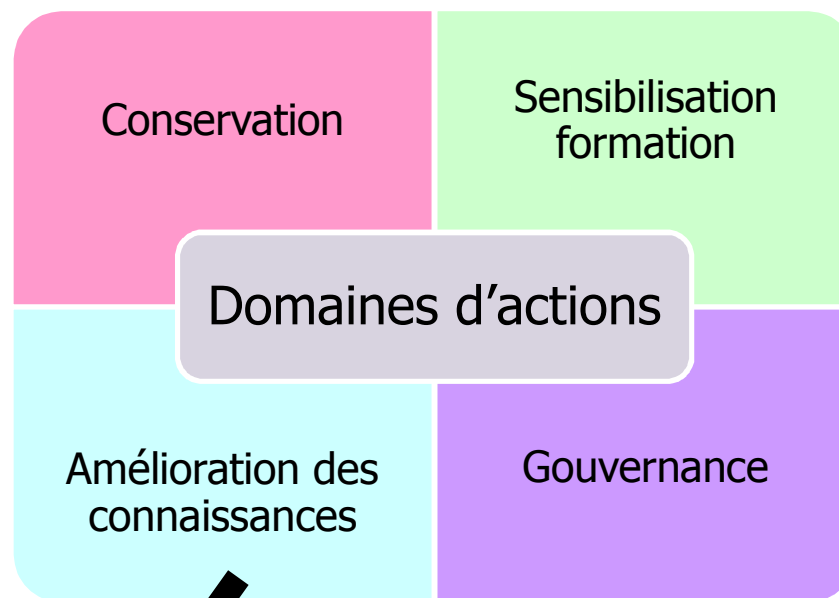 Conservation
Sensibilisation
formation
Domaines d’actions
Amélioration des
connaissances
Gouvernance